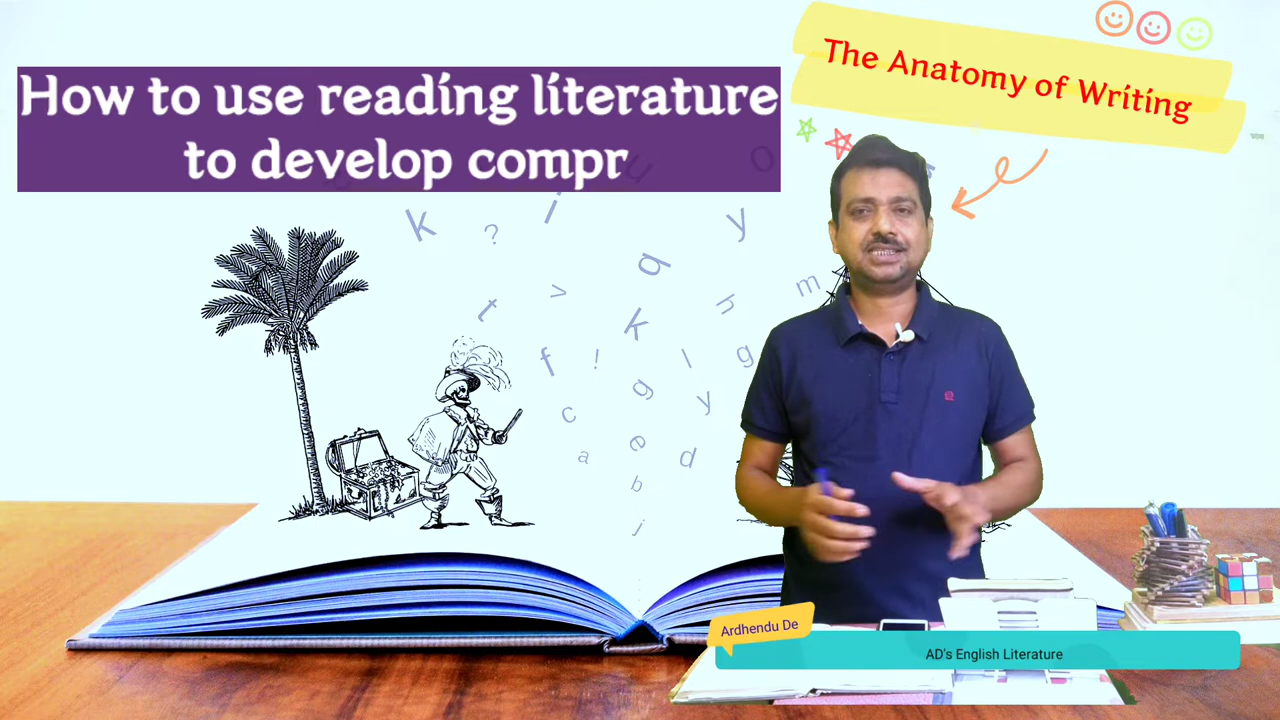 How to use reading literature
to develop compr
The Anatomy of Writing
k
i
y
?
q
t
>
h
m
k
f
!
l
g
g
y
c
e
a
d
b
j
Ardhendu De
AD's English Literature